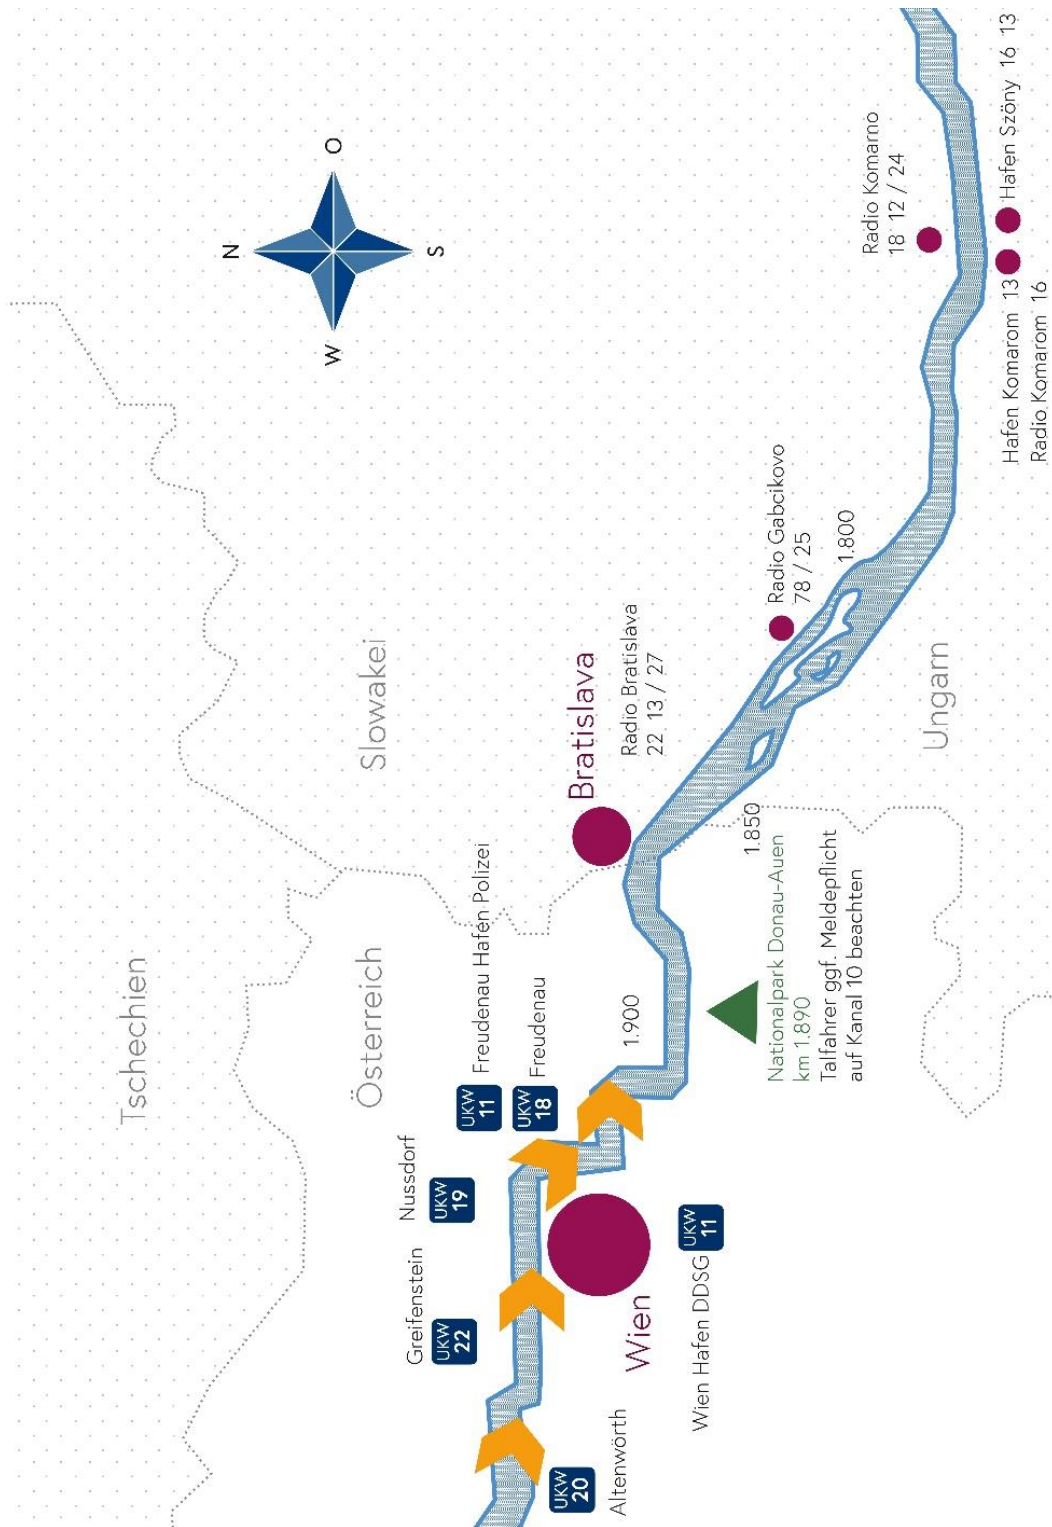 N
O
S
W
Tschechien
Österreich
Slowakei
Ungarn
Altenwörth
UKW
20
Greifenstein
UKW
22
Nussdorf
UKW
19
Freudenau Hafen Polizei
UKW
11
Freudenau
UKW
18
Wien
Wien Hafen DDSG
UKW
11
1.900
Nationalpark Donau-Auen
km 1.890
Talfahrer ggf. Meldepflicht
auf Kanal 10 beachten
1.850
Bratislava
Radio Bratislava
22 13 / 27
Radio Gabcikovo
78 / 25
1.800
Radio Komarno
18 12 / 24
Hafen Komarom 13
Radio Komarom 16
Hafen Szöny 16 13